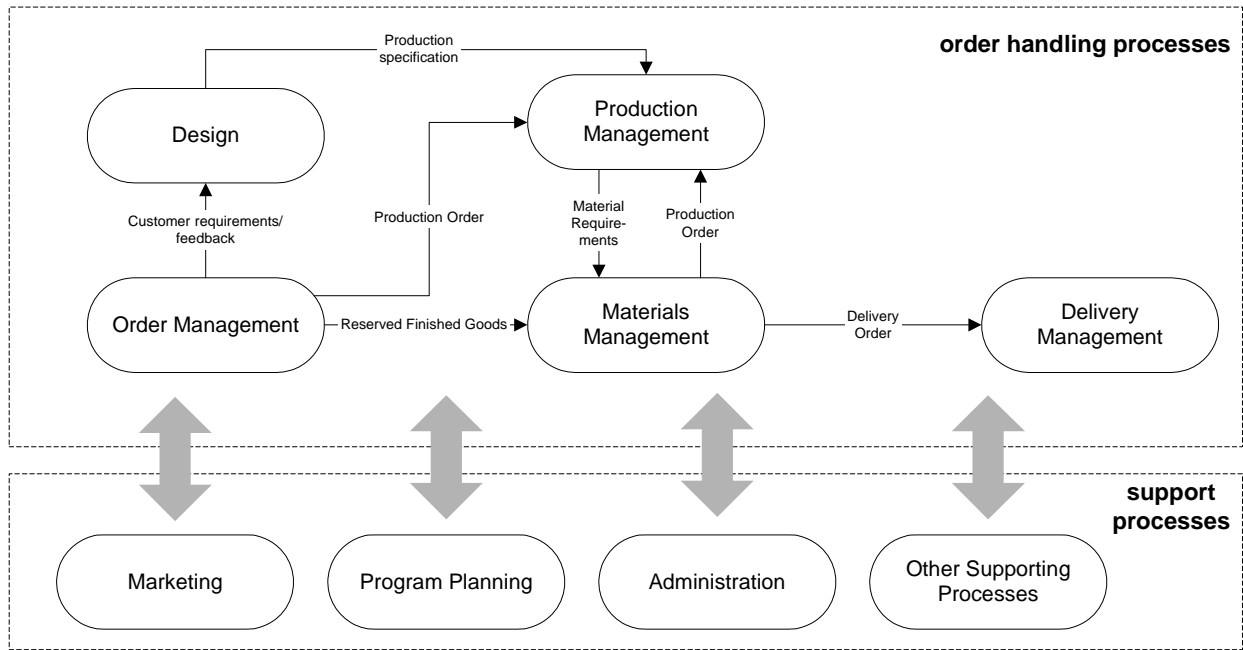 Production
specification
order handling processes
Design
Production
Management
Customer requirements/
feedback
Production Order
Material
Require-
ments
Production
Order
Order Management
Reserved Finished Goods
Materials
Management
Delivery
Order
Delivery
Management
support
processes
Marketing
Program Planning
Administration
Other Supporting
Processes